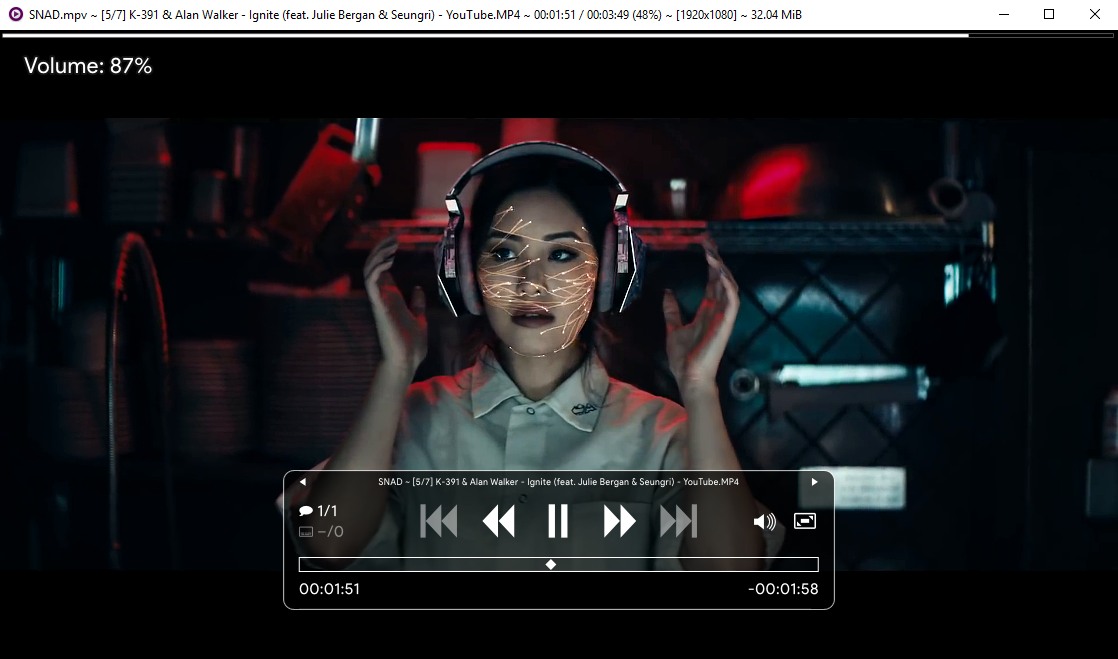 SNAD.mpv ~ [5/7] K-391 & Alan Walker - Ignite (feat. Julie Bergan & Seungri) - YouTube.MP4 ~ 00:01:51 / 00:03:49 (48%) ~ [1920x1080] ~ 32.04 MiB
Volume: 87%
SNAD ~ [5/7] K-391 & Alan Walker - Ignite (feat. Julie Bergan & Seungri) - YouTube.MP4
1/1
–/0
00:01:51
-00:01:58